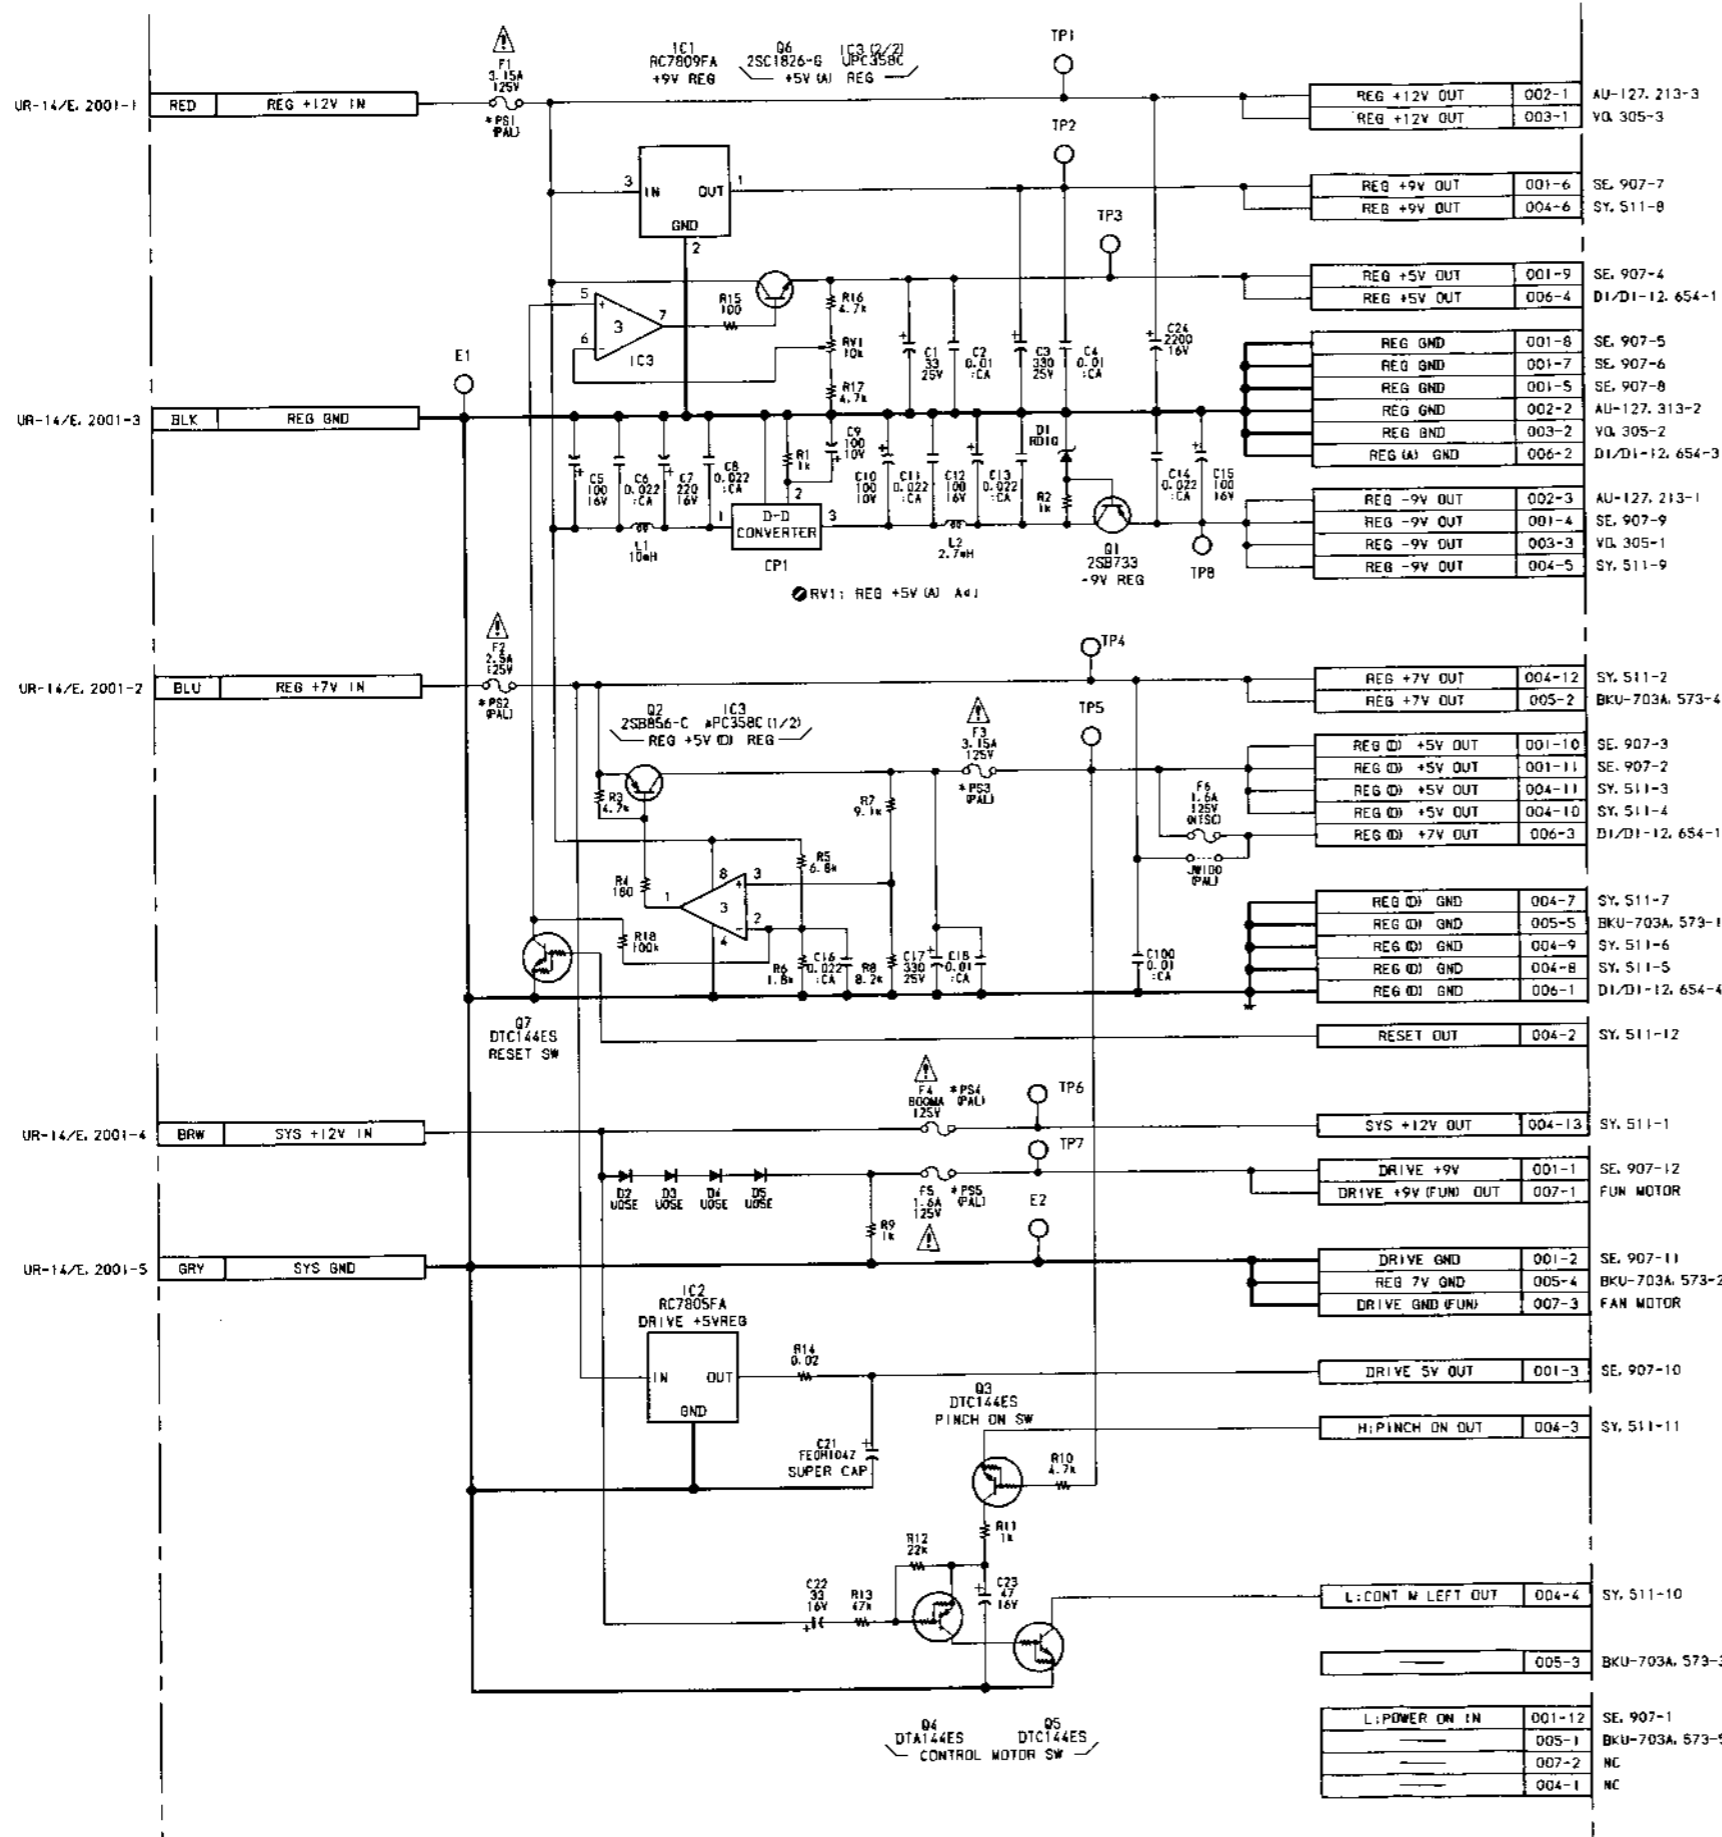 IC1
RC7809FA
+9V REG
Q6
2SC1826-G
IC3 (2/2)
UPC358C
+5V (A) REG
TP1
F1
3.15A
125V
*PS1
(PAL)
UR-14/E. 2001-1 RED REG +12V IN
REG +12V OUT 002-1 AU-127. 213-3
REG +12V OUT 003-1 VO. 305-3
TP2
3 IN OUT 1
GND
2
REG +9V OUT 001-6 SE. 907-7
REG +9V OUT 004-6 SY. 511-8
TP3
REG +5V OUT 001-9 SE. 907-4
REG +5V OUT 006-4 DI/DI-12. 654-1
5
6
7
3
IC3
R15
100
R16
4.7k
RV1
10k
R17
4.7k
C1
33
25V
C2
0.01
:CA
C3
330
25V
C4
0.01
:CA
C24
2200
16V
E1
REG GND 001-8 SE. 907-5
REG GND 001-7 SE. 907-6
REG GND 001-5 SE. 907-8
REG GND 002-2 AU-127. 313-2
REG GND 003-2 VO. 305-2
REG (A) GND 006-2 DI/DI-12. 654-3
UR-14/E. 2001-3 BLK REG GND
C5
100
16V
C6
0.022
:CA
C7
220
16V
C8
0.022
:CA
R1
1k
C9
100
10V
C10
100
10V
C11
0.022
:CA
C12
100
16V
C13
0.022
:CA
D1
RD10
R2
1k
C14
0.022
:CA
C15
100
16V
L1
10mH
1
2
3
D-D
CONVERTER
CP1
L2
2.7mH
Q1
2SB733
-9V REG
TP8
REG -9V OUT 002-3 AU-127. 213-1
REG -9V OUT 001-4 SE. 907-9
REG -9V OUT 003-3 VO. 305-1
REG -9V OUT 004-5 SY. 511-9
RV1: REG +5V (A) Adj
F2
2.5A
125V
*PS2
(PAL)
UR-14/E. 2001-2 BLU REG +7V IN
TP4
REG +7V OUT 004-12 SY. 511-2
REG +7V OUT 005-2 BKU-703A. 573-4
Q2
2SB856-C
IC3
µPC358C (1/2)
REG +5V (D) REG
F3
3.15A
125V
*PS3
(PAL)
TP5
REG (D) +5V OUT 001-10 SE. 907-3
REG (D) +5V OUT 001-11 SE. 907-2
REG (D) +5V OUT 004-11 SY. 511-3
REG (D) +5V OUT 004-10 SY. 511-4
REG (D) +7V OUT 006-3 DI/DI-12. 654-1
F6
1.6A
125V
(NTSC)
JW100
(PAL)
R3
4.7k
R7
9.1k
R4
180
R5
6.8k
1
8
3
3
2
4
R18
100k
R6
1.8k
C16
0.022
:CA
R8
8.2k
C17
330
25V
C18
0.01
:CA
C100
0.01
:CA
REG (D) GND 004-7 SY. 511-7
REG (D) GND 005-5 BKU-703A. 573-1
REG (D) GND 004-9 SY. 511-6
REG (D) GND 004-8 SY. 511-5
REG (D) GND 006-1 DI/DI-12. 654-4
Q7
DTC144ES
RESET SW
RESET OUT 004-2 SY. 511-12
F4
800MA
125V
*PS4
(PAL)
TP6
UR-14/E. 2001-4 BRW SYS +12V IN
SYS +12V OUT 004-13 SY. 511-1
TP7
D2
U05E
D3
U05E
D4
U05E
D5
U05E
F5
1.6A
125V
*PS5
(PAL)
R9
1k
E2
DRIVE +9V 001-1 SE. 907-12
DRIVE +9V (FUN) OUT 007-1 FUN MOTOR
UR-14/E. 2001-5 GRY SYS GND
DRIVE GND 001-2 SE. 907-11
REG 7V GND 005-4 BKU-703A. 573-2
DRIVE GND (FUN) 007-3 FAN MOTOR
IC2
RC7805FA
DRIVE +5VREG
IN OUT
GND
R14
0.02
DRIVE 5V OUT 001-3 SE. 907-10
Q3
DTC144ES
PINCH ON SW
H:PINCH ON OUT 004-3 SY. 511-11
C21
FE0H104Z
SUPER CAP
R10
4.7k
R11
1k
R12
22k
C22
33
16V
R13
47k
C23
47
16V
L:CONT M LEFT OUT 004-4 SY. 511-10
— 005-3 BKU-703A. 573-3
Q4
DTA144ES
Q5
DTC144ES
CONTROL MOTOR SW
L:POWER ON IN 001-12 SE. 907-1
— 005-1 BKU-703A. 573-5
— 007-2 NC
— 004-1 NC